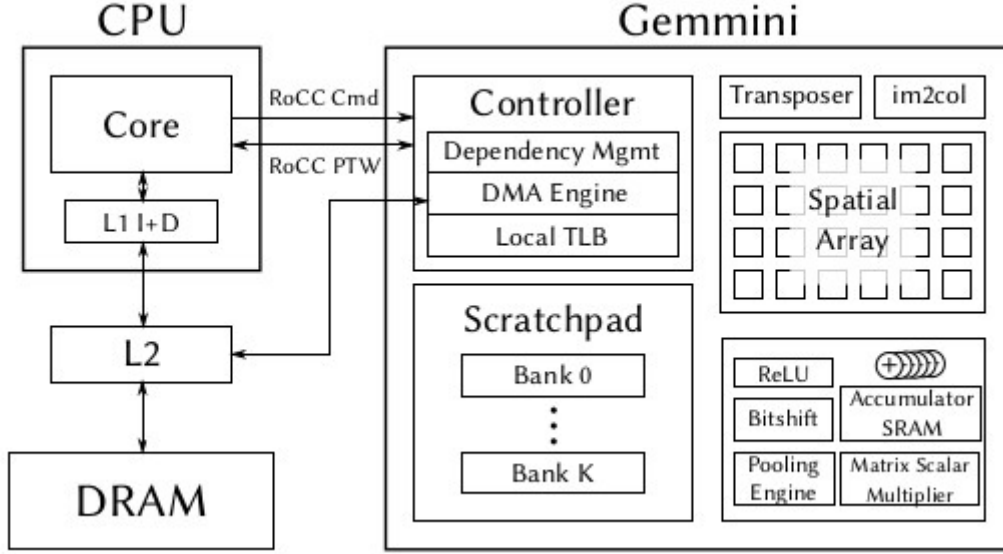 CPU
Gemmini
Core
L1 I+D
RoCC Cmd
RoCC PTW
L2
DRAM
Controller
Dependency Mgmt
DMA Engine
Local TLB
Scratchpad
Bank 0
Bank K
Transposer
im2col
Spatial
Array
ReLU
Bitshift
Accumulator
SRAM
Pooling
Engine
Matrix Scalar
Multiplier